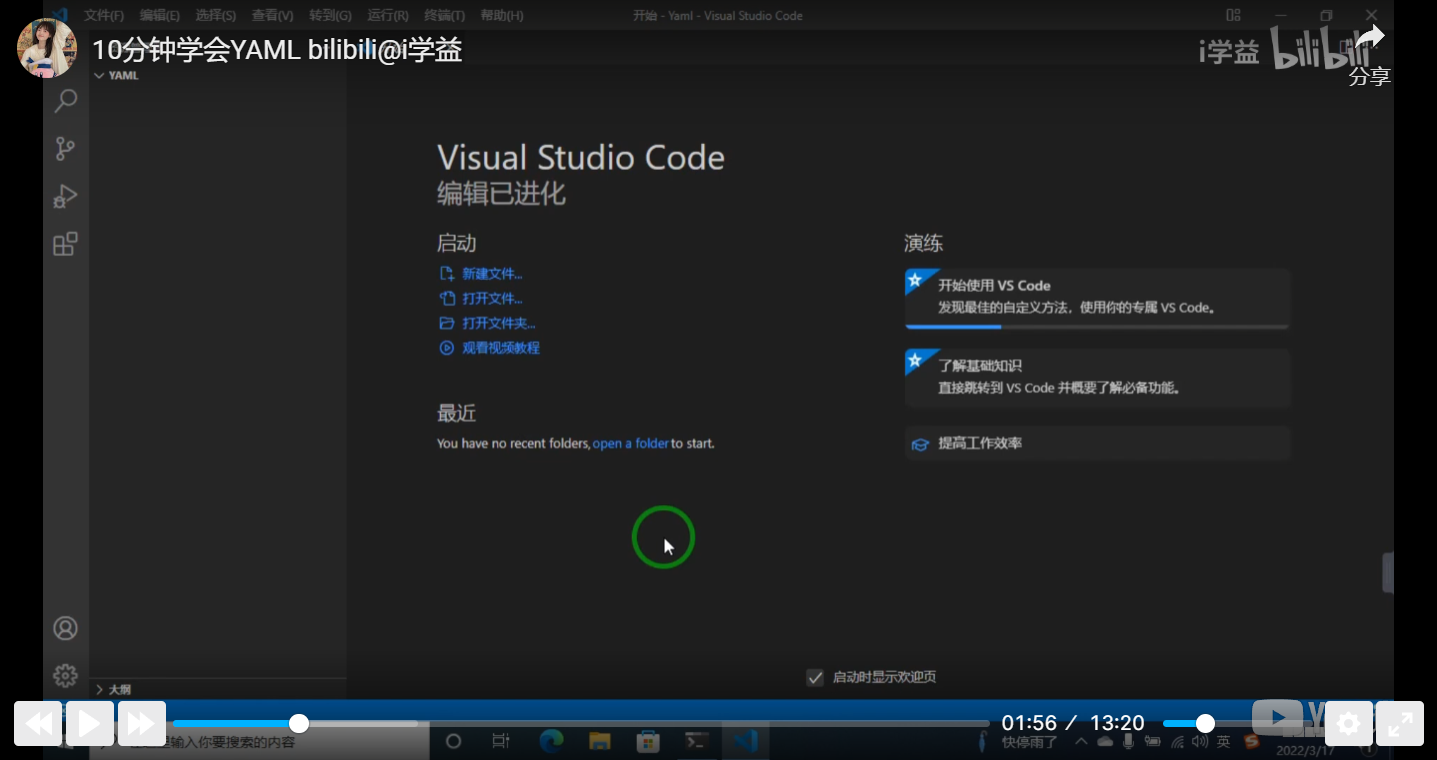 文件(F) 编辑(E) 选择(S) 查看(V) 转到(G) 运行(R) 终端(T) 帮助(H) 开始 - Yaml - Visual Studio Code
10分钟学会YAML bilibili@i学益
i学益 bilibili
分享
YAML
Visual Studio Code
编辑已进化
启动
新建文件...
打开文件...
打开文件夹...
观看视频教程
最近
You have no recent folders, open a folder to start.
演练
开始使用 VS Code
发现最佳的自定义方法，使用你的专属 VS Code。
了解基础知识
直接跳转到 VS Code 并概要了解必备功能。
提高工作效率
启动时显示欢迎页
大纲
01:56 / 13:20
输入你要搜索的内容
快停雨了
英
2022/3/17